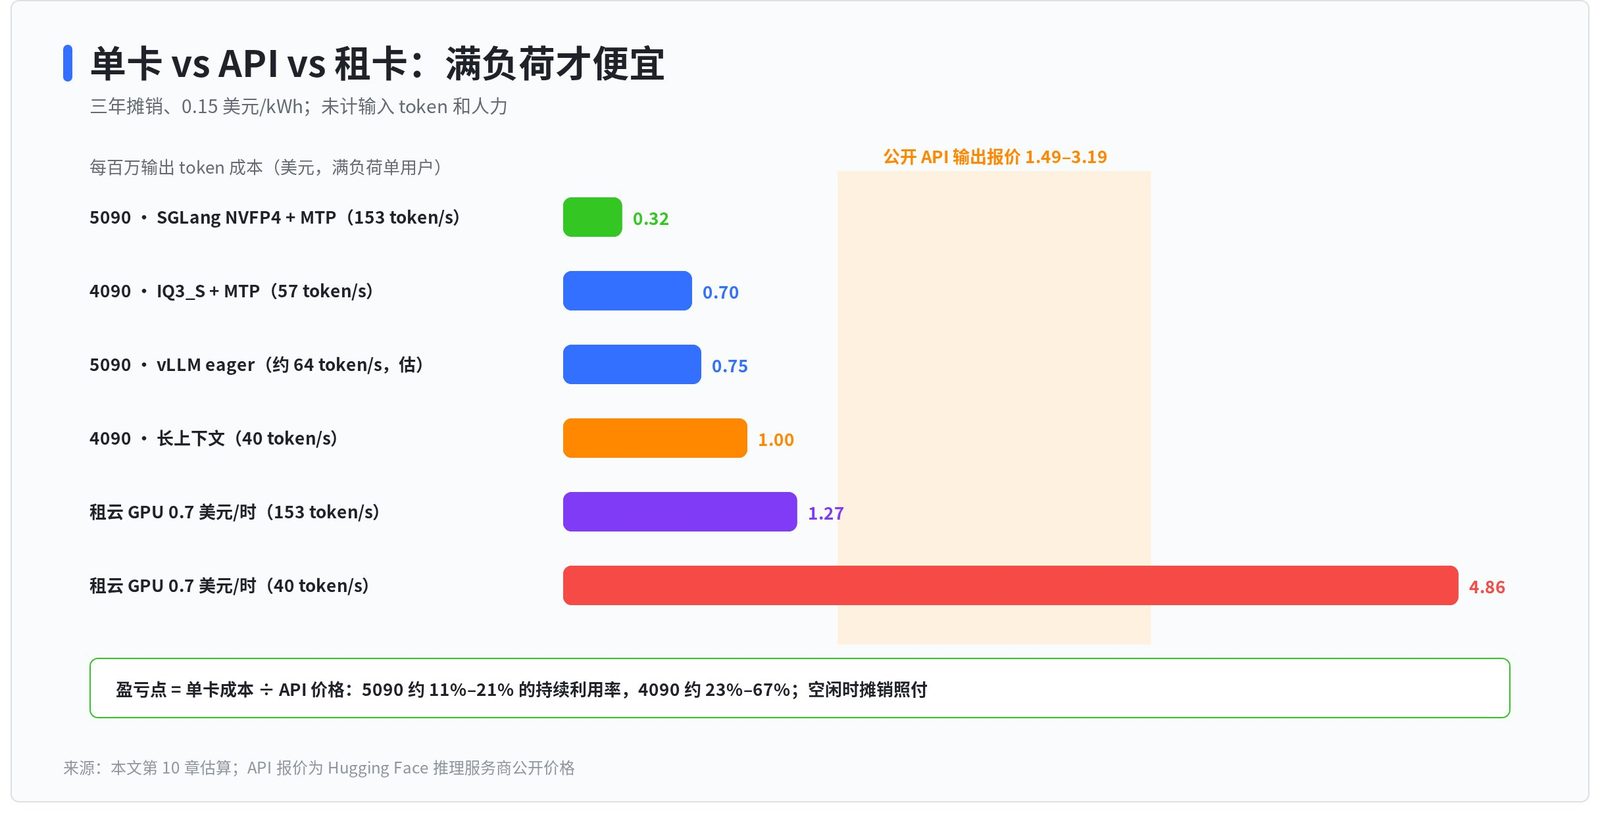 单卡 vs API vs 租卡：满负荷才便宜
三年摊销、0.15 美元/kWh；未计输入 token 和人力
公开 API 输出报价 1.49–3.19
每百万输出 token 成本（美元，满负荷单用户）
5090 · SGLang NVFP4 + MTP（153 token/s） 0.32
4090 · IQ3_S + MTP（57 token/s） 0.70
5090 · vLLM eager（约 64 token/s，估） 0.75
4090 · 长上下文（40 token/s） 1.00
租云 GPU 0.7 美元/时（153 token/s） 1.27
租云 GPU 0.7 美元/时（40 token/s） 4.86
盈亏点 = 单卡成本 ÷ API 价格：5090 约 11%–21% 的持续利用率，4090 约 23%–67%；空闲时摊销照付
来源：本文第 10 章估算；API 报价为 Hugging Face 推理服务商公开价格